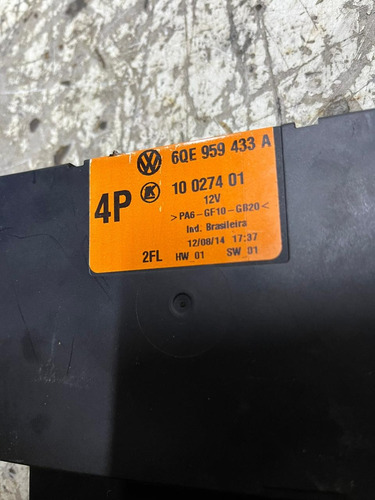 6QE 959 433 A
4P
10 0274 01
12V
>PA6-GF10-GB20<
Ind. Brasileira
12/08/14 17:37
2FL HW 01 SW 01